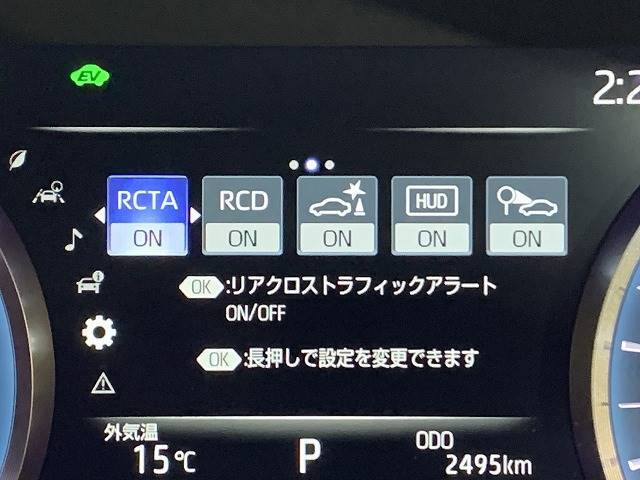 EV
2:2
RCTA
RCD
HUD
ON
ON
ON
ON
ON
OK :リアクロストラフィックアラート
ON/OFF
OK :長押しで設定を変更できます
外気温
15℃
P
ODO
2495km